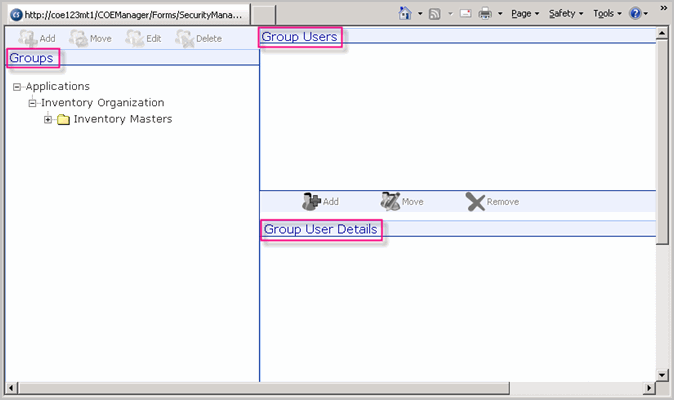 http://coe123mt1/COEManager/Forms/SecurityMana...
Page Safety Tools
Add Move Edit Delete
Groups
Applications
Inventory Organization
Inventory Masters
Group Users
Add Move Remove
Group User Details